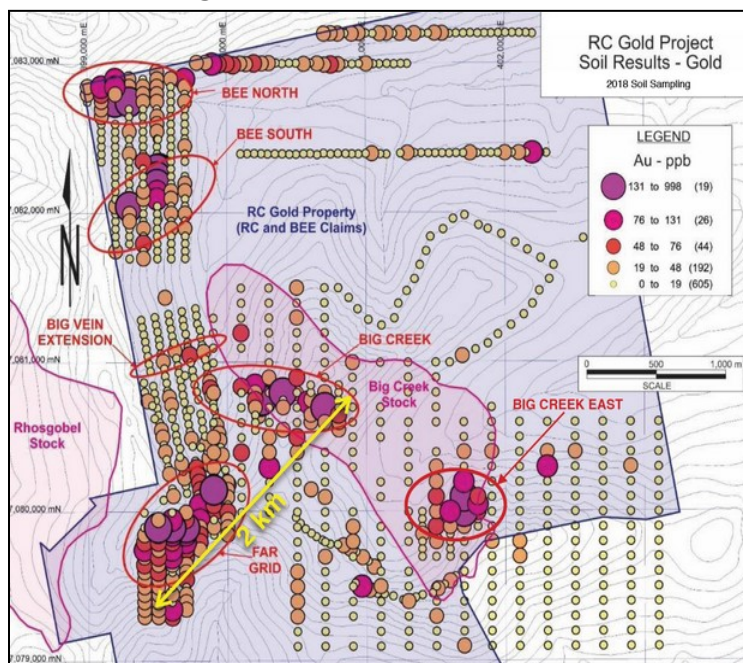 RC Gold Project
Soil Results - Gold
2018 Soil Sampling
LEGEND
Au - ppb
131 to 998 (19)
76 to 131 (26)
48 to 76 (44)
19 to 48 (192)
0 to 19 (605)
402,000 mE
7,083,000 mN
BEE NORTH
BEE SOUTH
7,082,000 mN
N
RC Gold Property
(RC and BEE Claims)
BIG VEIN
EXTENSION
7,081,000 mN
BIG CREEK
Big Creek
Stock
0 500 1,000 m
SCALE
BIG CREEK EAST
Rhosgobel
Stock
7,080,000 mN
2 km
FAR
GRID
7,079,000 mN